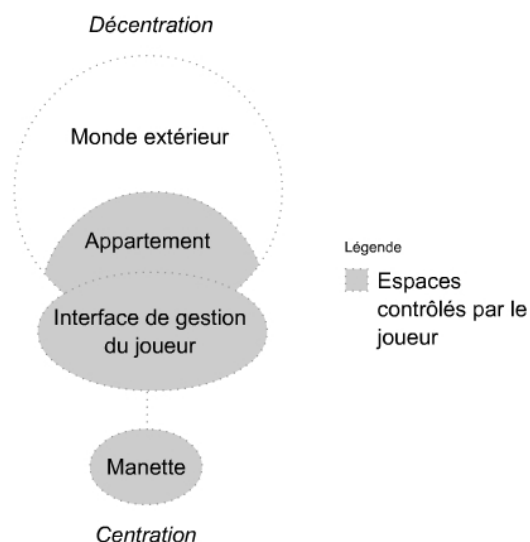 Décentration
Monde extérieur
Appartement
Interface de gestion
du joueur
Manette
Centration
Légende
Espaces
contrôlés par le
joueur